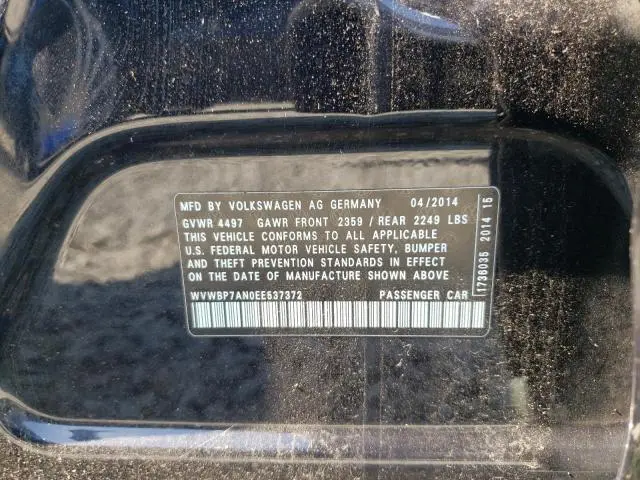 MFD BY VOLKSWAGEN AG GERMANY 04/2014
GVWR 4497 GAWR FRONT 2359 / REAR 2249 LBS
THIS VEHICLE CONFORMS TO ALL APPLICABLE
U.S. FEDERAL MOTOR VEHICLE SAFETY, BUMPER
AND THEFT PREVENTION STANDARDS IN EFFECT
ON THE DATE OF MANUFACTURE SHOWN ABOVE
WVWBP7AN0EE537372 PASSENGER CAR
1736035 2014 15